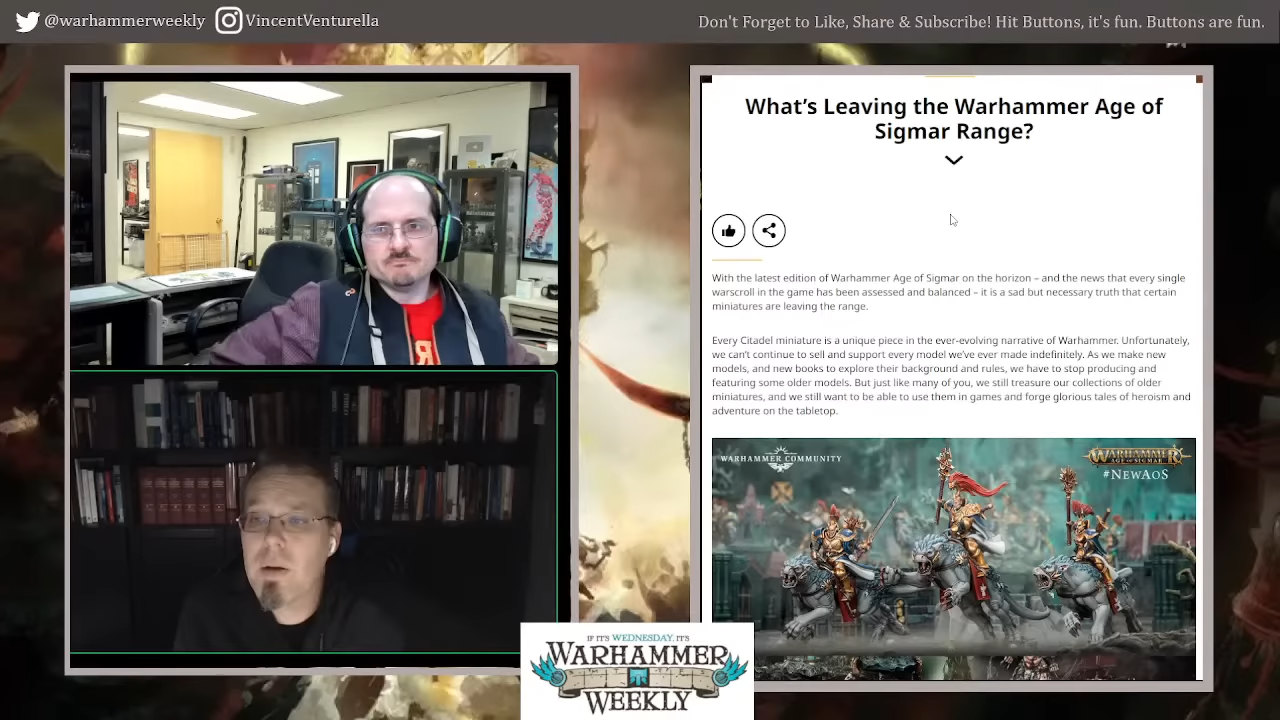 @warhammerweekly VincentVenturella
Don't Forget to Like, Share & Subscribe! Hit Buttons, it's fun. Buttons are fun.
What's Leaving the Warhammer Age of
Sigmar Range?
With the latest edition of Warhammer Age of Sigmar on the horizon – and the news that every single
warscroll in the game has been assessed and balanced – it is a sad but necessary truth that certain
miniatures are leaving the range.
Every Citadel miniature is a unique piece in the ever-evolving narrative of Warhammer. Unfortunately,
we can't continue to sell and support every model we've ever made indefinitely. As we make new
models, and new books to explore their background and rules, we have to stop producing and
featuring some older models. But just like many of you, we still treasure our collections of older
miniatures, and we still want to be able to use them in games and forge glorious tales of heroism and
adventure on the tabletop.
WARHAMMER COMMUNITY
WARHAMMER
AGE OF SIGMAR
#NEWAOS
IF IT'S WEDNESDAY, IT'S
WARHAMMER
WEEKLY